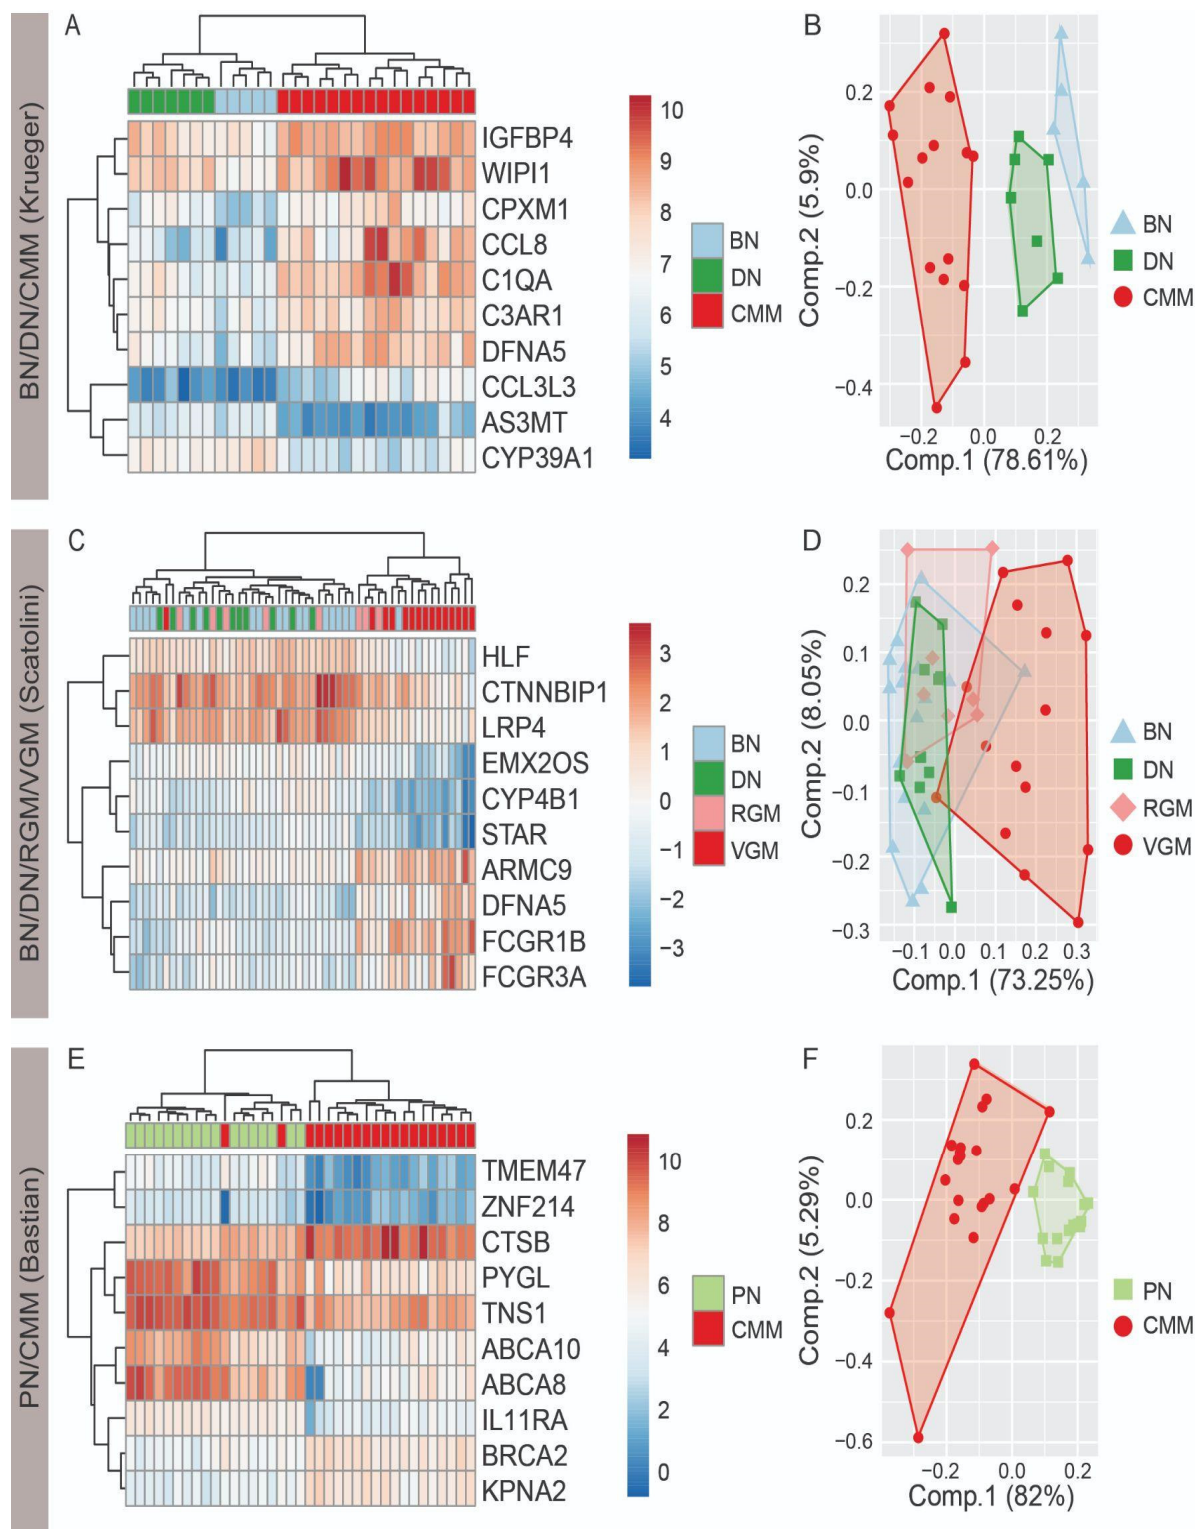 BN/DN/CMM (Krueger)
A
IGFBP4
WIPI1
CPXM1
CCL8
C1QA
C3AR1
DFNA5
CCL3L3
AS3MT
CYP39A1
10
9
8
7
6
5
4
BN
DN
CMM
B
Comp.2 (5.9%)
0.2
0.0
−0.2
−0.4
−0.2 0.0 0.2
Comp.1 (78.61%)
BN
DN
CMM
BN/DN/RGM/VGM (Scatolini)
C
HLF
CTNNBIP1
LRP4
EMX2OS
CYP4B1
STAR
ARMC9
DFNA5
FCGR1B
FCGR3A
3
2
1
0
−1
−2
−3
BN
DN
RGM
VGM
D
Comp.2 (8.05%)
0.2
0.1
0.0
−0.1
−0.2
−0.3
−0.1 0.0 0.1 0.2 0.3
Comp.1 (73.25%)
BN
DN
RGM
VGM
PN/CMM (Bastian)
E
TMEM47
ZNF214
CTSB
PYGL
TNS1
ABCA10
ABCA8
IL11RA
BRCA2
KPNA2
10
8
6
4
2
0
PN
CMM
F
Comp.2 (5.29%)
0.2
0.0
−0.2
−0.4
−0.6
−0.2 0.0 0.2
Comp.1 (82%)
PN
CMM